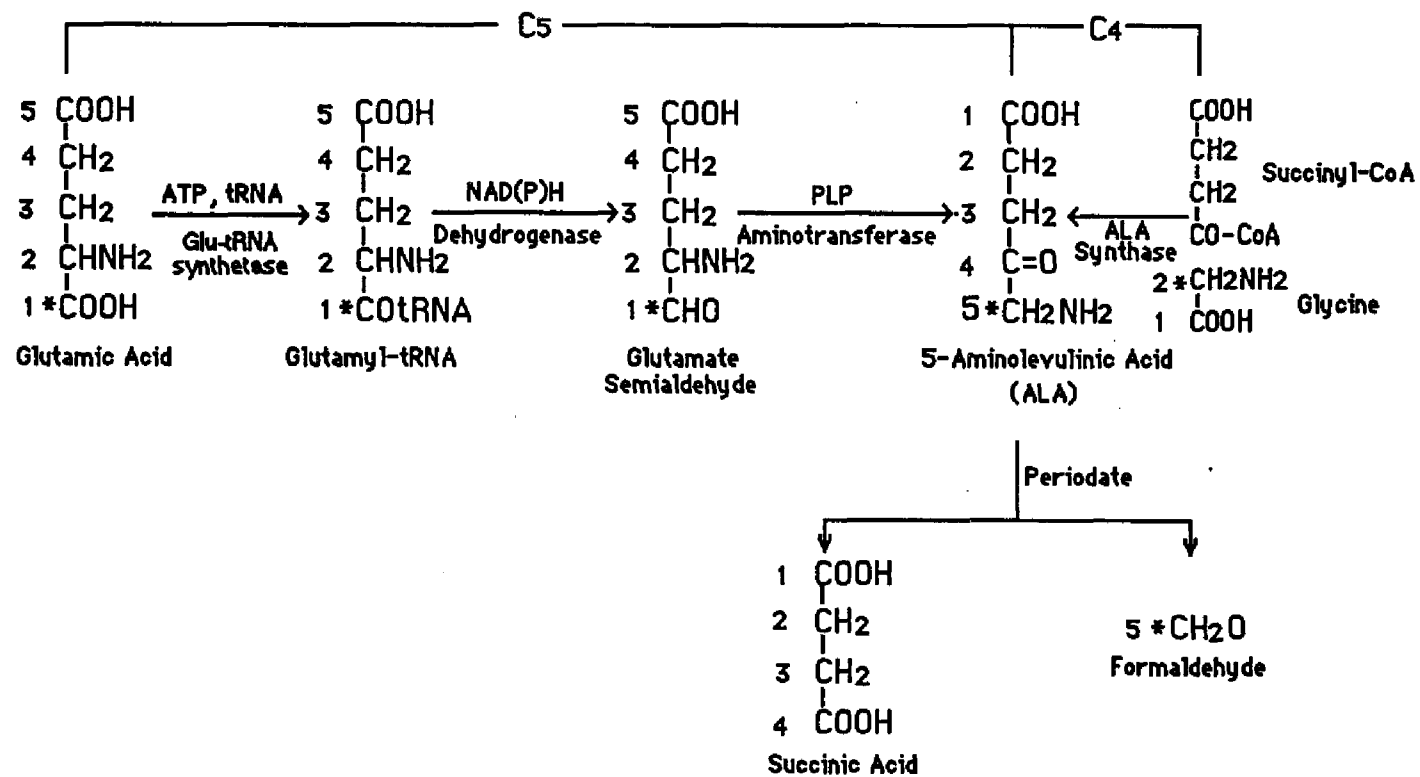 C5 C4
5 COOH
4 CH2
3 CH2
2 CHNH2
1 *COOH
Glutamic Acid
ATP, tRNA
Glu-tRNA
synthetase
5 COOH
4 CH2
3 CH2
2 CHNH2
1 *COtRNA
Glutamyl-tRNA
NAD(P)H
Dehydrogenase
5 COOH
4 CH2
3 CH2
2 CHNH2
1 *CHO
Glutamate
Semialdehyde
PLP
Aminotransferase
1 COOH
2 CH2
3 CH2
4 C=O
5 *CH2NH2
5-Aminolevulinic Acid
(ALA)
ALA
Synthase
COOH
CH2
CH2
CO-CoA
Succinyl-CoA
2 *CH2NH2
1 COOH
Glycine
Periodate
1 COOH
2 CH2
3 CH2
4 COOH
Succinic Acid
5 *CH2O
Formaldehyde